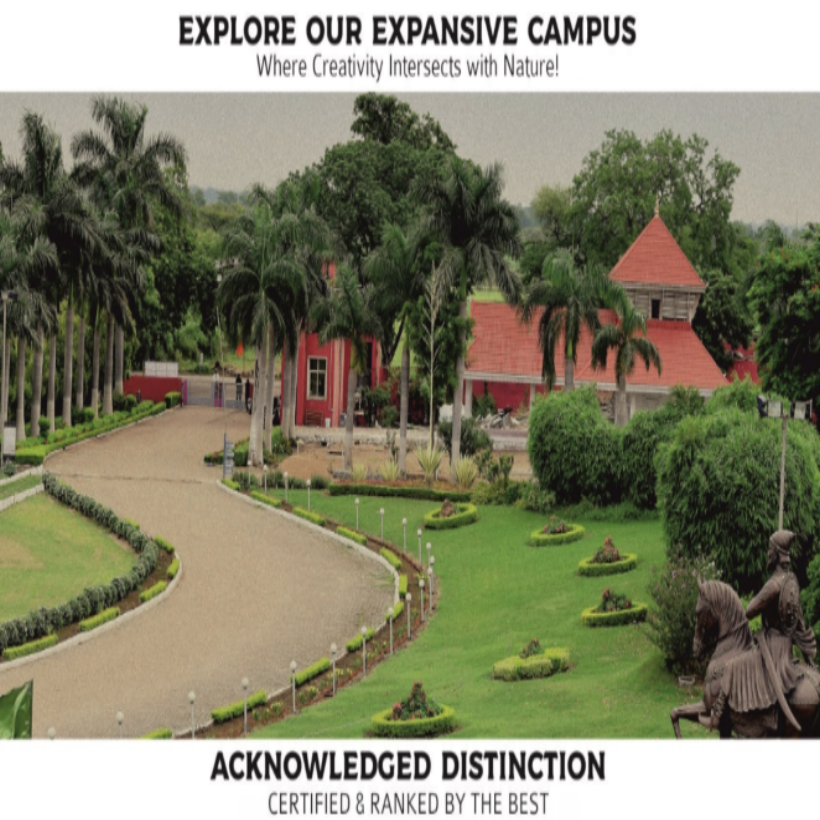 EXPLORE OUR EXPANSIVE CAMPUS
Where Creativity Intersects with Nature!
ACKNOWLEDGED DISTINCTION
CERTIFIED & RANKED BY THE BEST